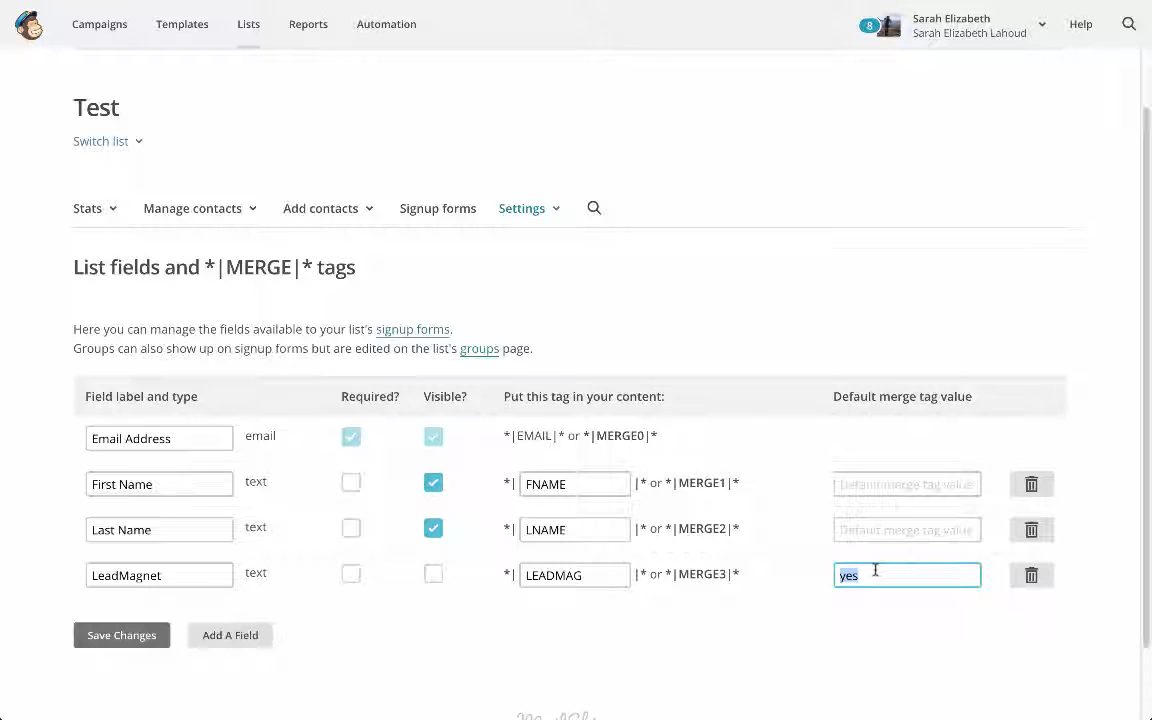 Campaigns Templates Lists Reports Automation 8 Sarah Elizabeth Help
Sarah Elizabeth Lahoud
Test
Switch list
Stats Manage contacts Add contacts Signup forms Settings
List fields and *|MERGE|* tags
Here you can manage the fields available to your list's signup forms.
Groups can also show up on signup forms but are edited on the list's groups page.
Field label and type Required? Visible? Put this tag in your content: Default merge tag value
Email Address email *|EMAIL|* or *|MERGE0|*
First Name text *| FNAME |* or *|MERGE1|* Default merge tag value
Last Name text *| LNAME |* or *|MERGE2|* Default merge tag value
LeadMagnet text *| LEADMAG |* or *|MERGE3|* yes
Save Changes Add A Field